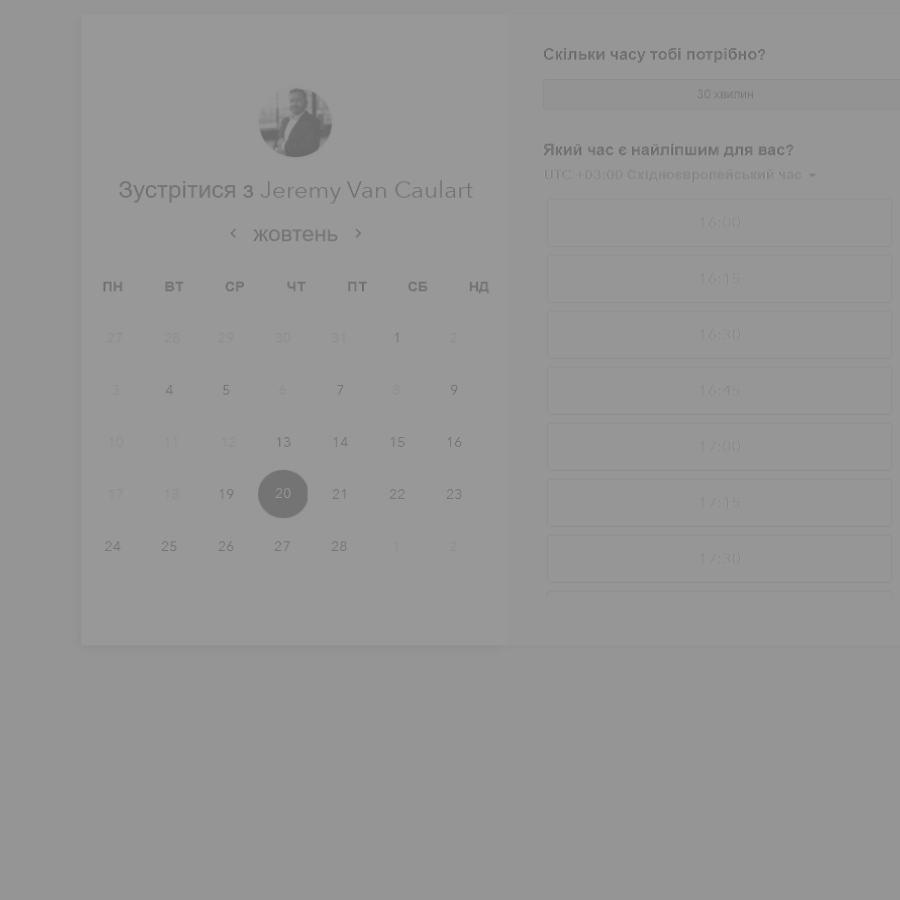 Зустрітися з Jeremy Van Caulart
жовтень
ПН ВТ СР ЧТ ПТ СБ НД
27 28 29 30 31 1 2
3 4 5 6 7 8 9
10 11 12 13 14 15 16
17 18 19 20 21 22 23
24 25 26 27 28 1 2
Скільки часу тобі потрібно?
30 хвилин
Який час є найліпшим для вас?
UTC +03:00 Східноєвропейський час
16:00
16:15
16:30
16:45
17:00
17:15
17:30